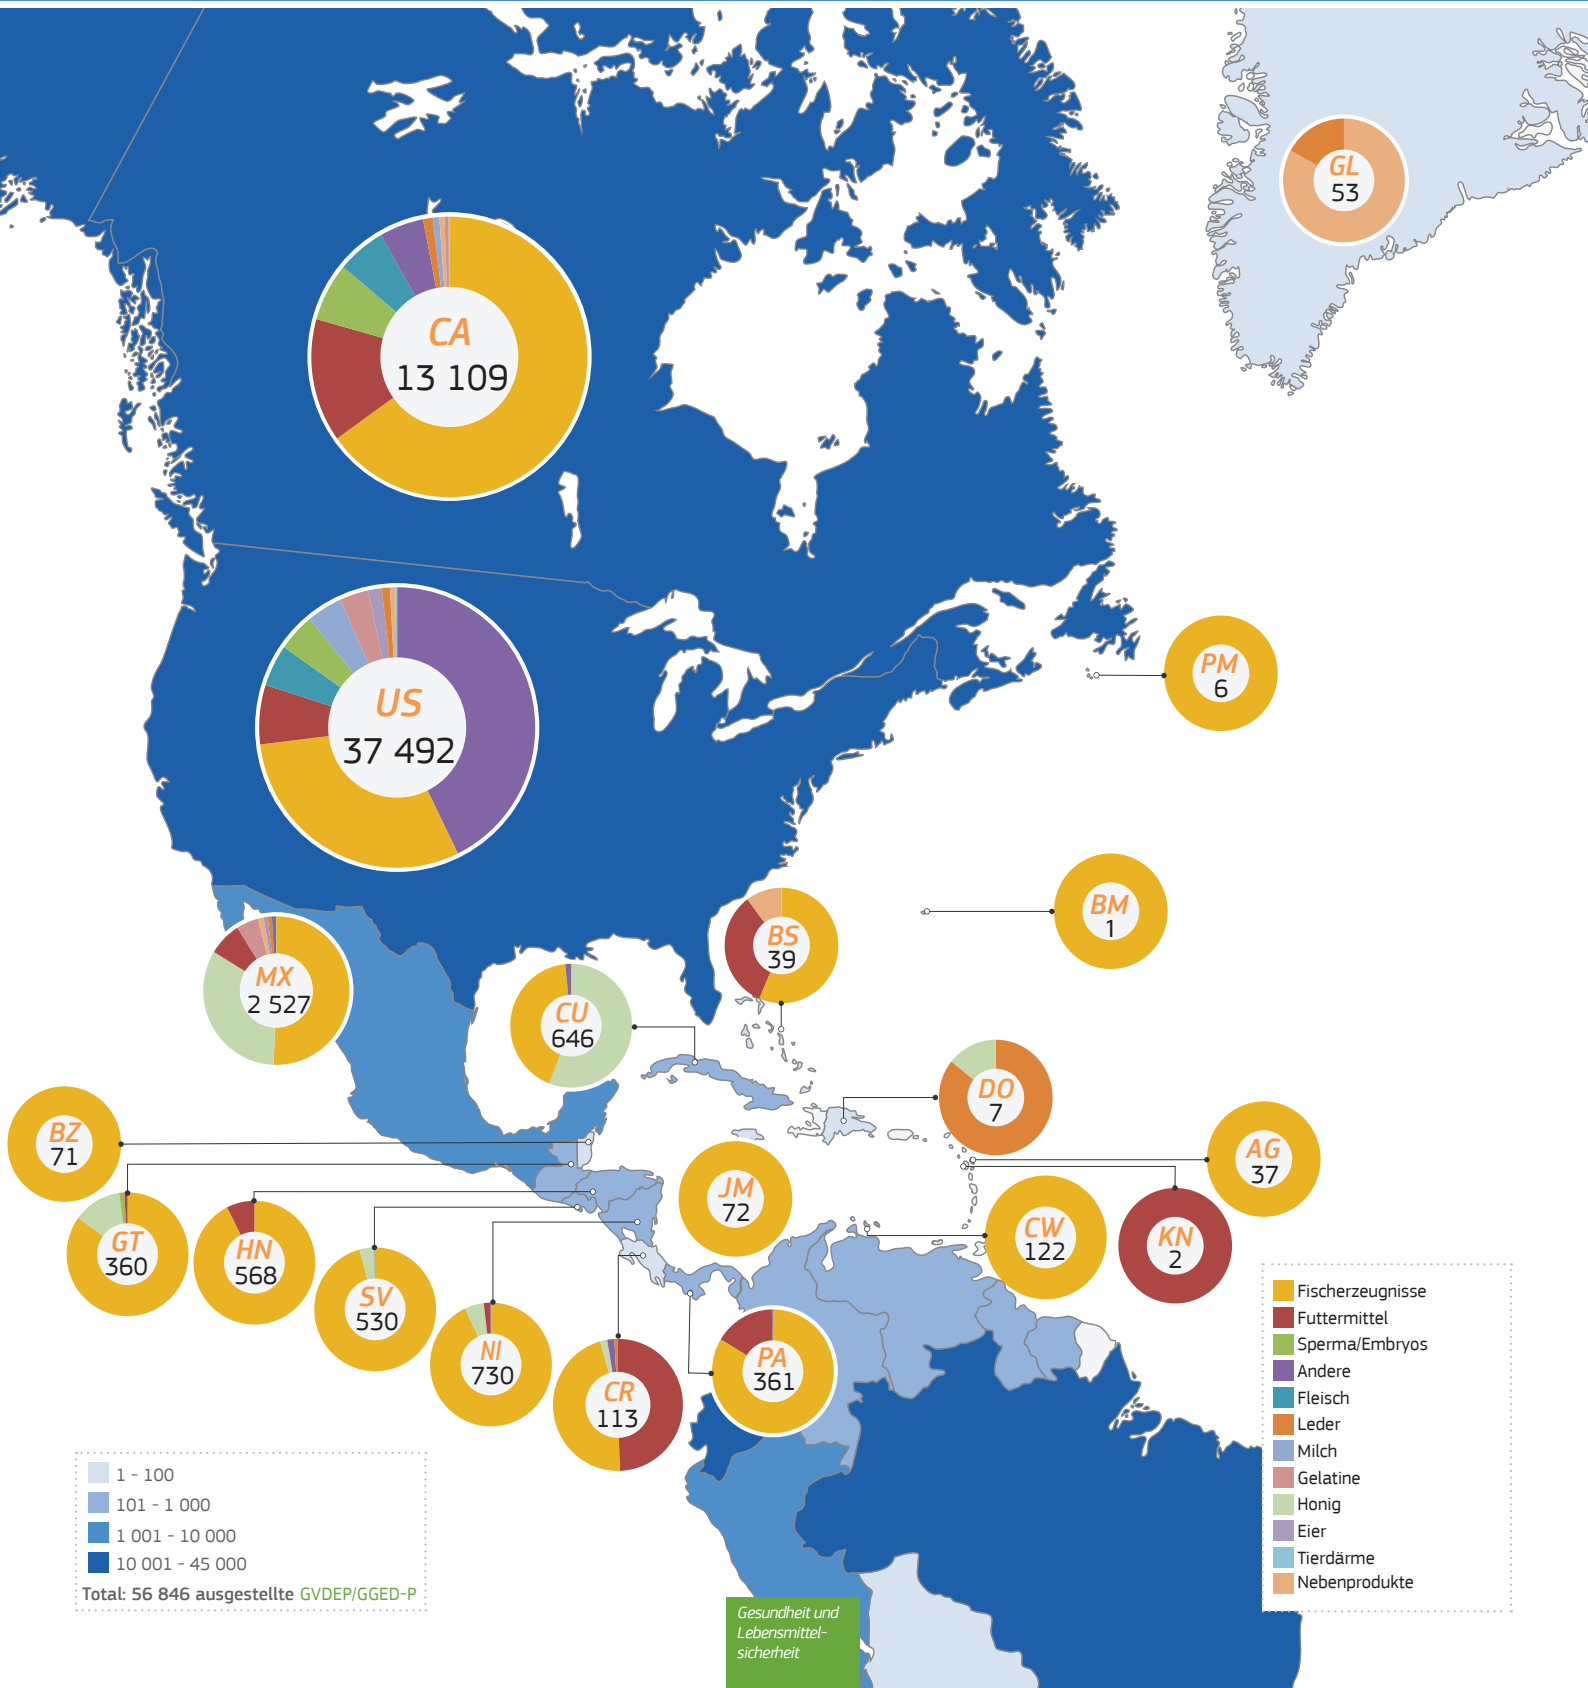 GL
53
CA
13 109
US
37 492
PM
6
BM
1
BS
39
MX
2 527
CU
646
DO
7
BZ
71
AG
37
JM
72
CW
122
KN
2
GT
360
HN
568
SV
530
NI
730
CR
113
PA
361
Fischerzeugnisse
Futtermittel
Sperma/Embryos
Andere
Fleisch
Leder
Milch
Gelatine
Honig
Eier
Tierdärme
Nebenprodukte
1 - 100
101 - 1 000
1 001 - 10 000
10 001 - 45 000
Total: 56 846 ausgestellte GVDEP/GGED-P
Gesundheit und
Lebensmittel-
sicherheit